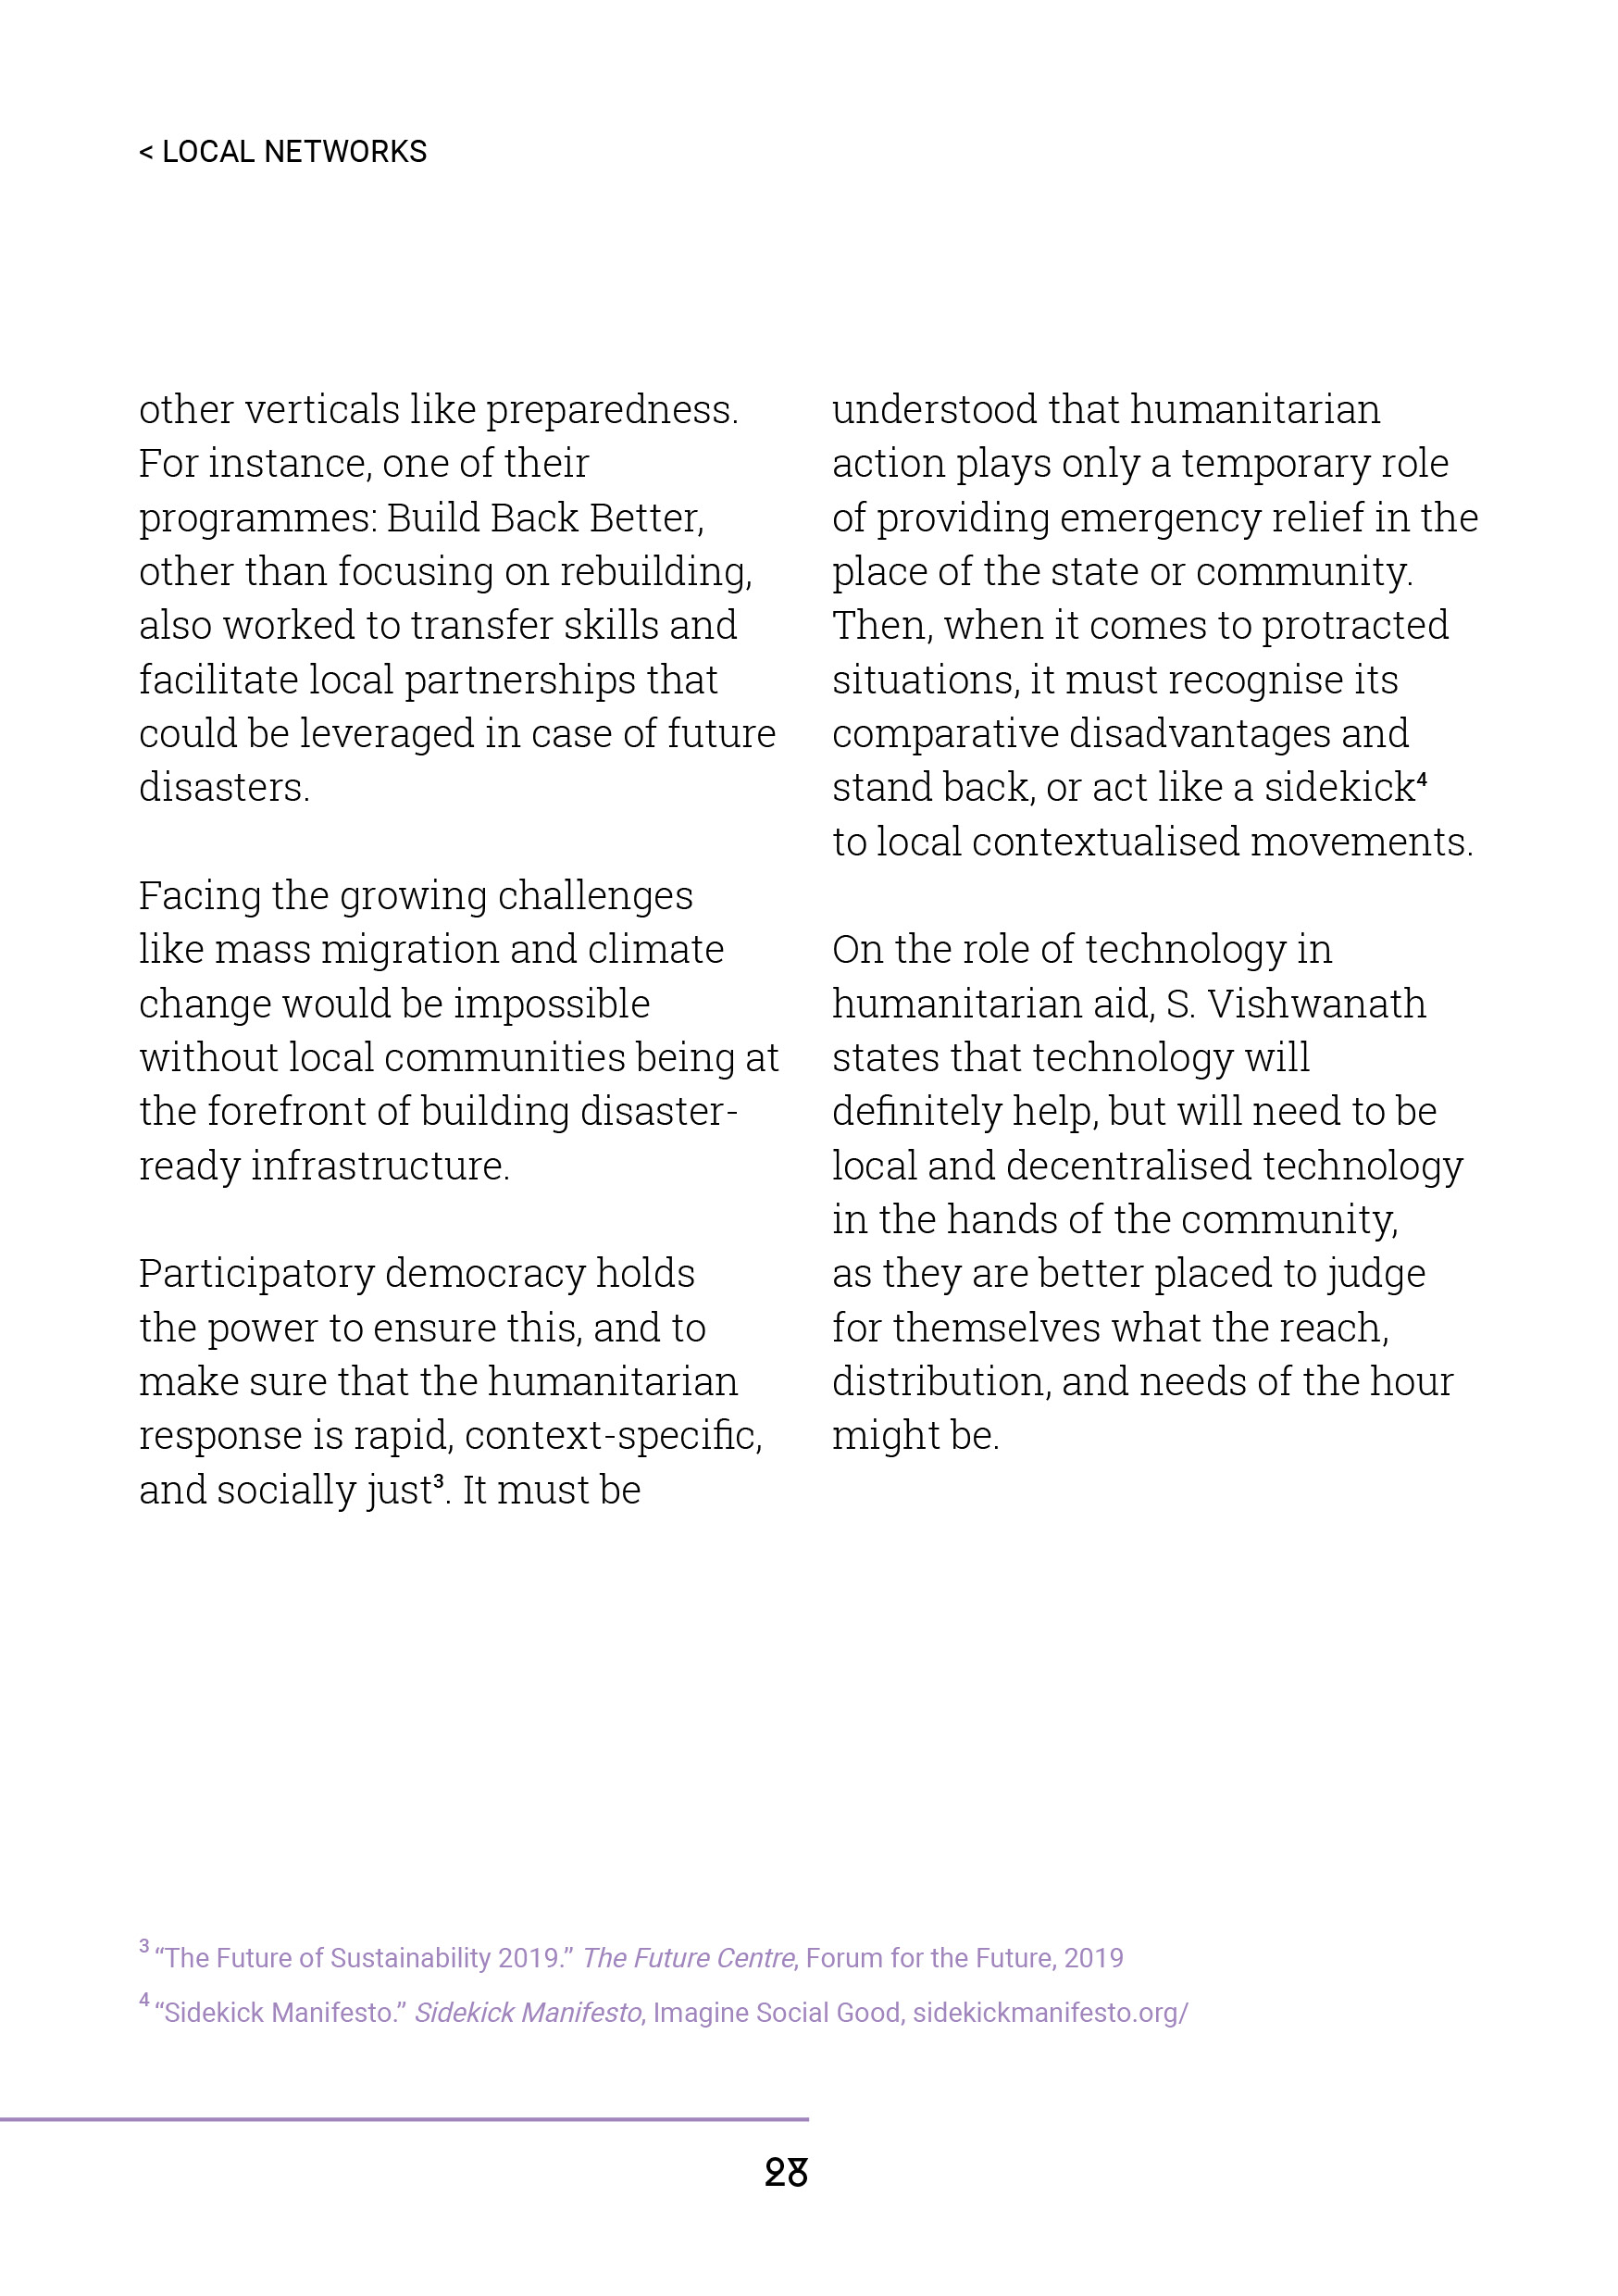 < LOCAL NETWORKS
other verticals like preparedness.
For instance, one of their
programmes: Build Back Better,
other than focusing on rebuilding,
also worked to transfer skills and
facilitate local partnerships that
could be leveraged in case of future
disasters.
Facing the growing challenges
like mass migration and climate
change would be impossible
without local communities being at
the forefront of building disaster-
ready infrastructure.
Participatory democracy holds
the power to ensure this, and to
make sure that the humanitarian
response is rapid, context-specific,
and socially just³. It must be
understood that humanitarian
action plays only a temporary role
of providing emergency relief in the
place of the state or community.
Then, when it comes to protracted
situations, it must recognise its
comparative disadvantages and
stand back, or act like a sidekick⁴
to local contextualised movements.
On the role of technology in
humanitarian aid, S. Vishwanath
states that technology will
definitely help, but will need to be
local and decentralised technology
in the hands of the community,
as they are better placed to judge
for themselves what the reach,
distribution, and needs of the hour
might be.
³ “The Future of Sustainability 2019.” The Future Centre, Forum for the Future, 2019
⁴ “Sidekick Manifesto.” Sidekick Manifesto, Imagine Social Good, sidekickmanifesto.org/
28